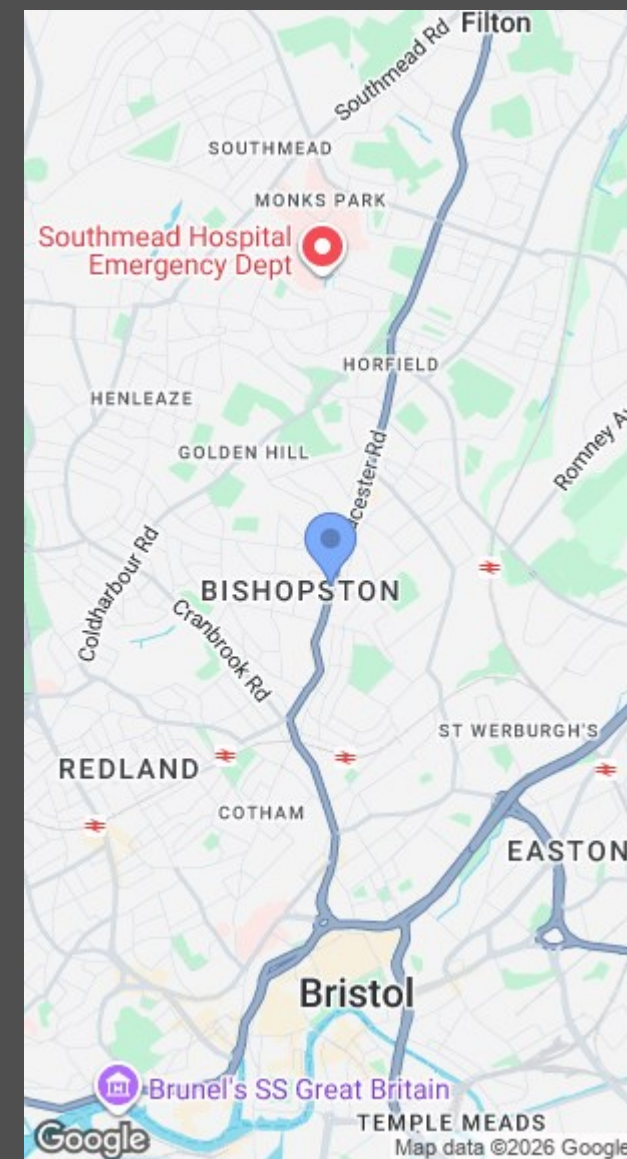 Filton
Southmead Rd
SOUTHMEAD
MONKS PARK
Southmead Hospital
Emergency Dept
HORFIELD
HENLEAZE
GOLDEN HILL
Romney
Coldharbour Rd
BISHOPSTON
Cranbrook Rd
ST WERBURGH'S
REDLAND
COTHAM
EASTON
Bristol
Brunel's SS Great Britain
TEMPLE MEADS
Google
Map data ©2026 Google